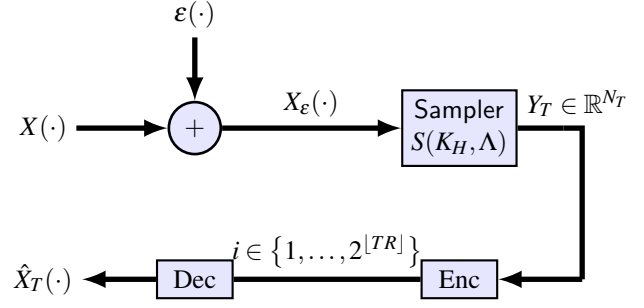 ε(·)
X(·)
+
X_ε(·)
Sampler
S(K_H, Λ)
Y_T ∈ ℝ^{N_T}
X̂_T(·)
Dec
i ∈ {1, …, 2^{⌊TR⌋}}
Enc